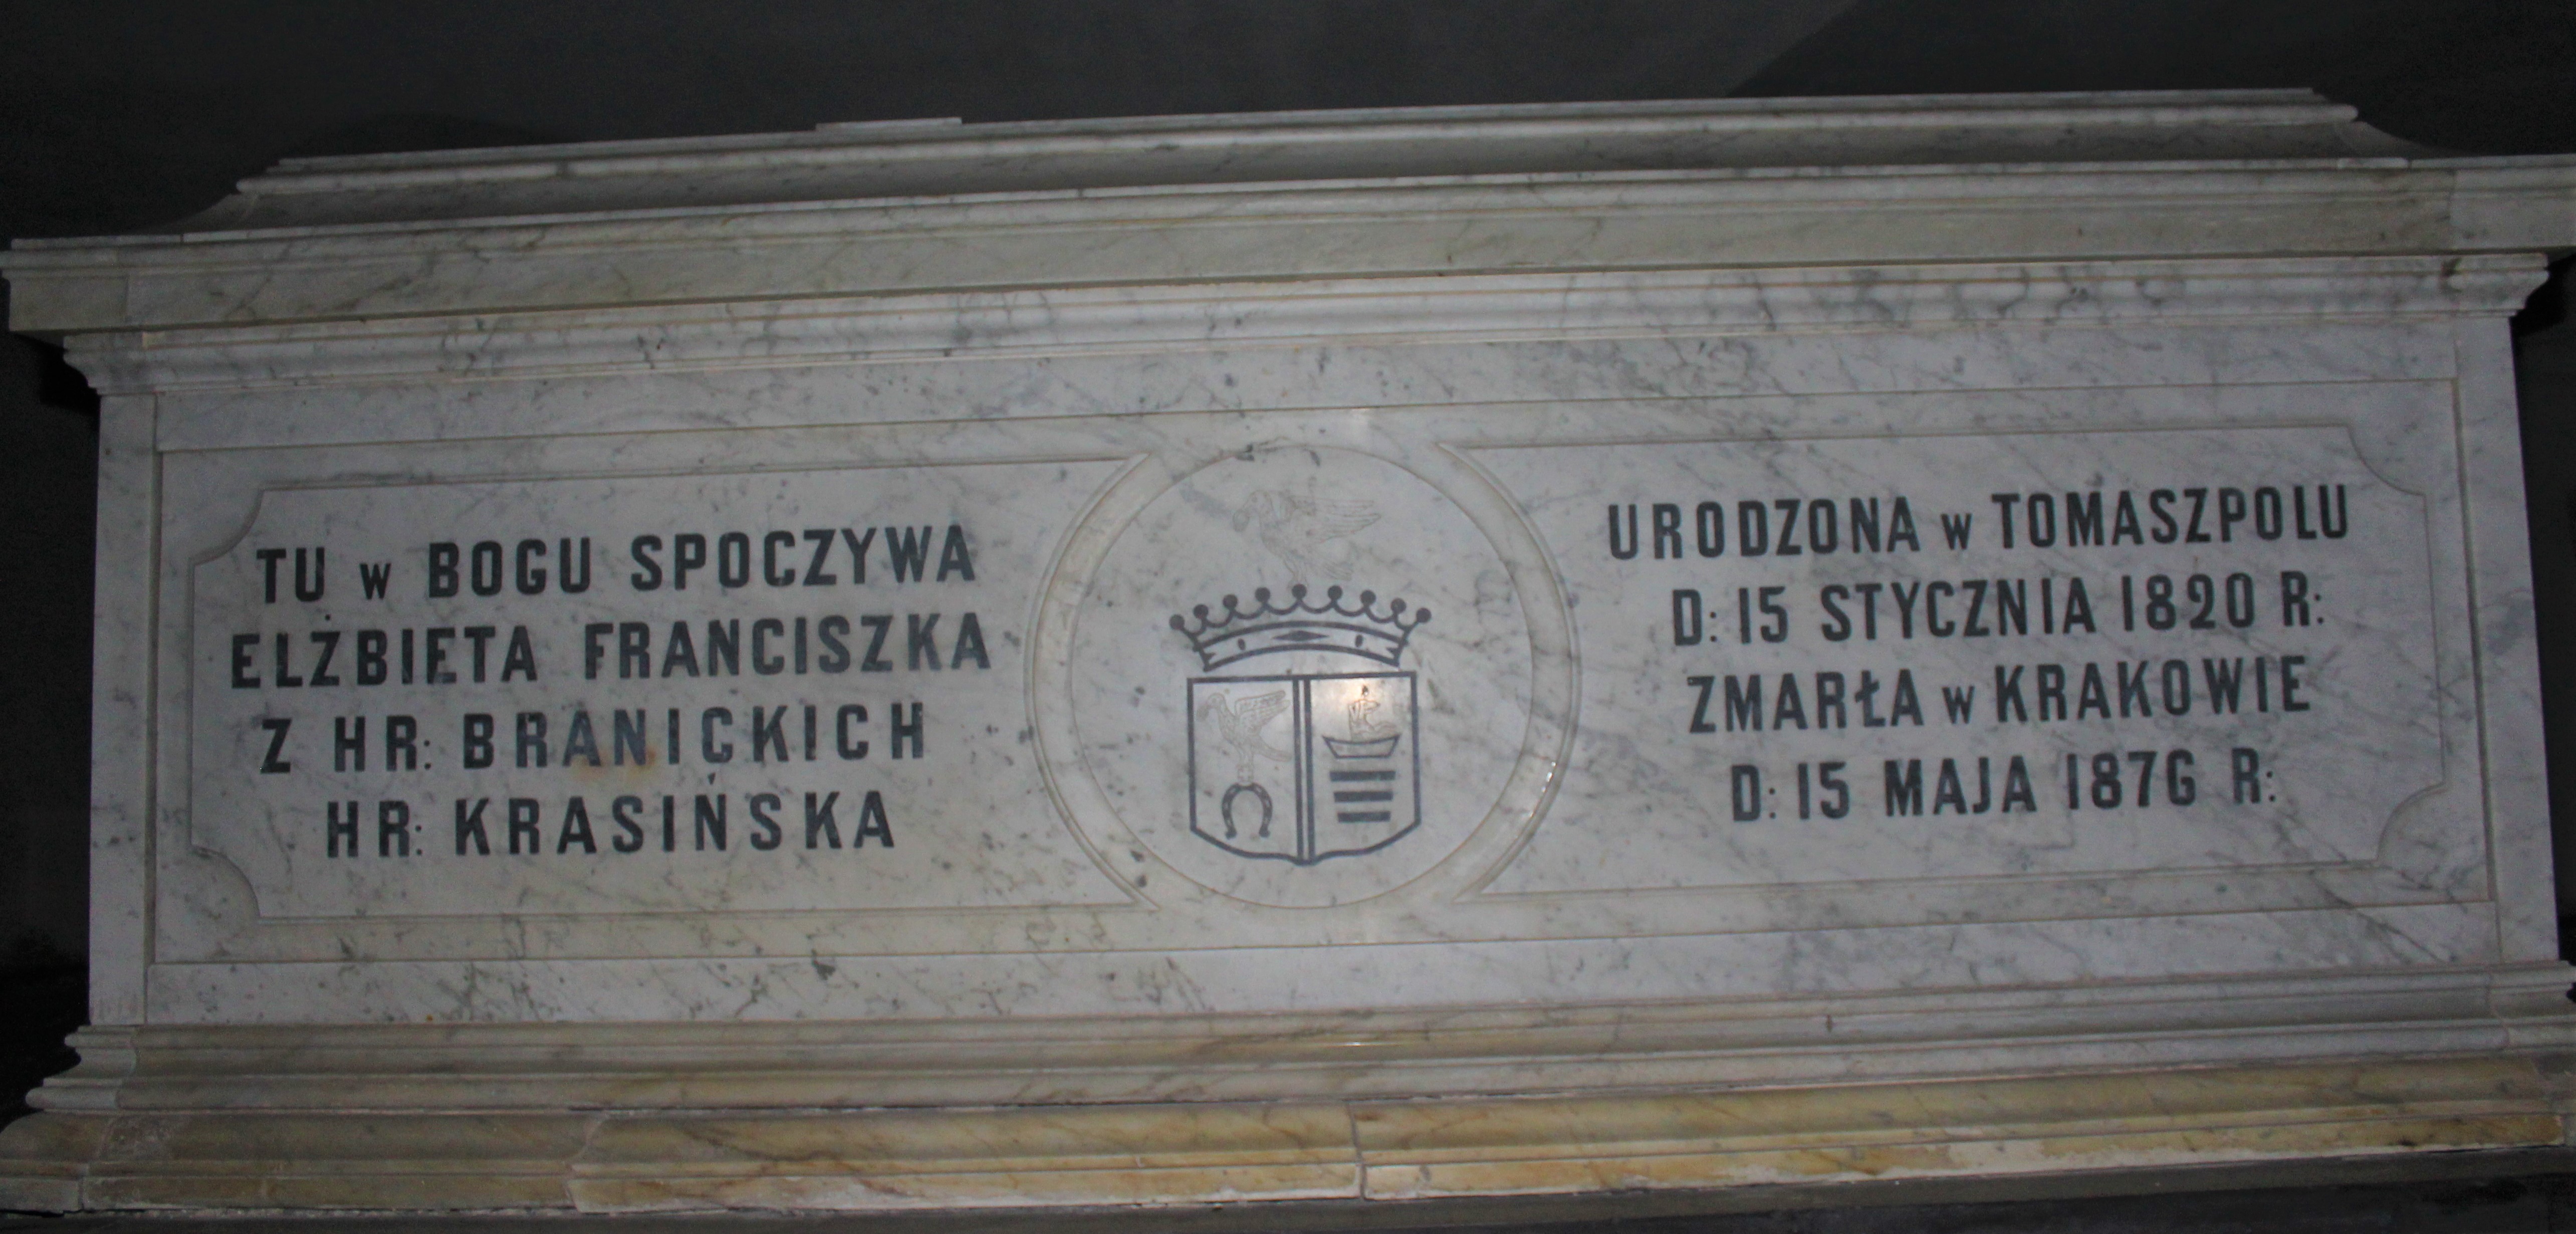 TU w BOGU SPOCZYWA
ELŻBIETA FRANCISZKA
Z HR: BRANICKICH
HR: KRASIŃSKA
URODZONA w TOMASZPOLU
D: 15 STYCZNIA 1820 R:
ZMARŁA w KRAKOWIE
D: 15 MAJA 1876 R: